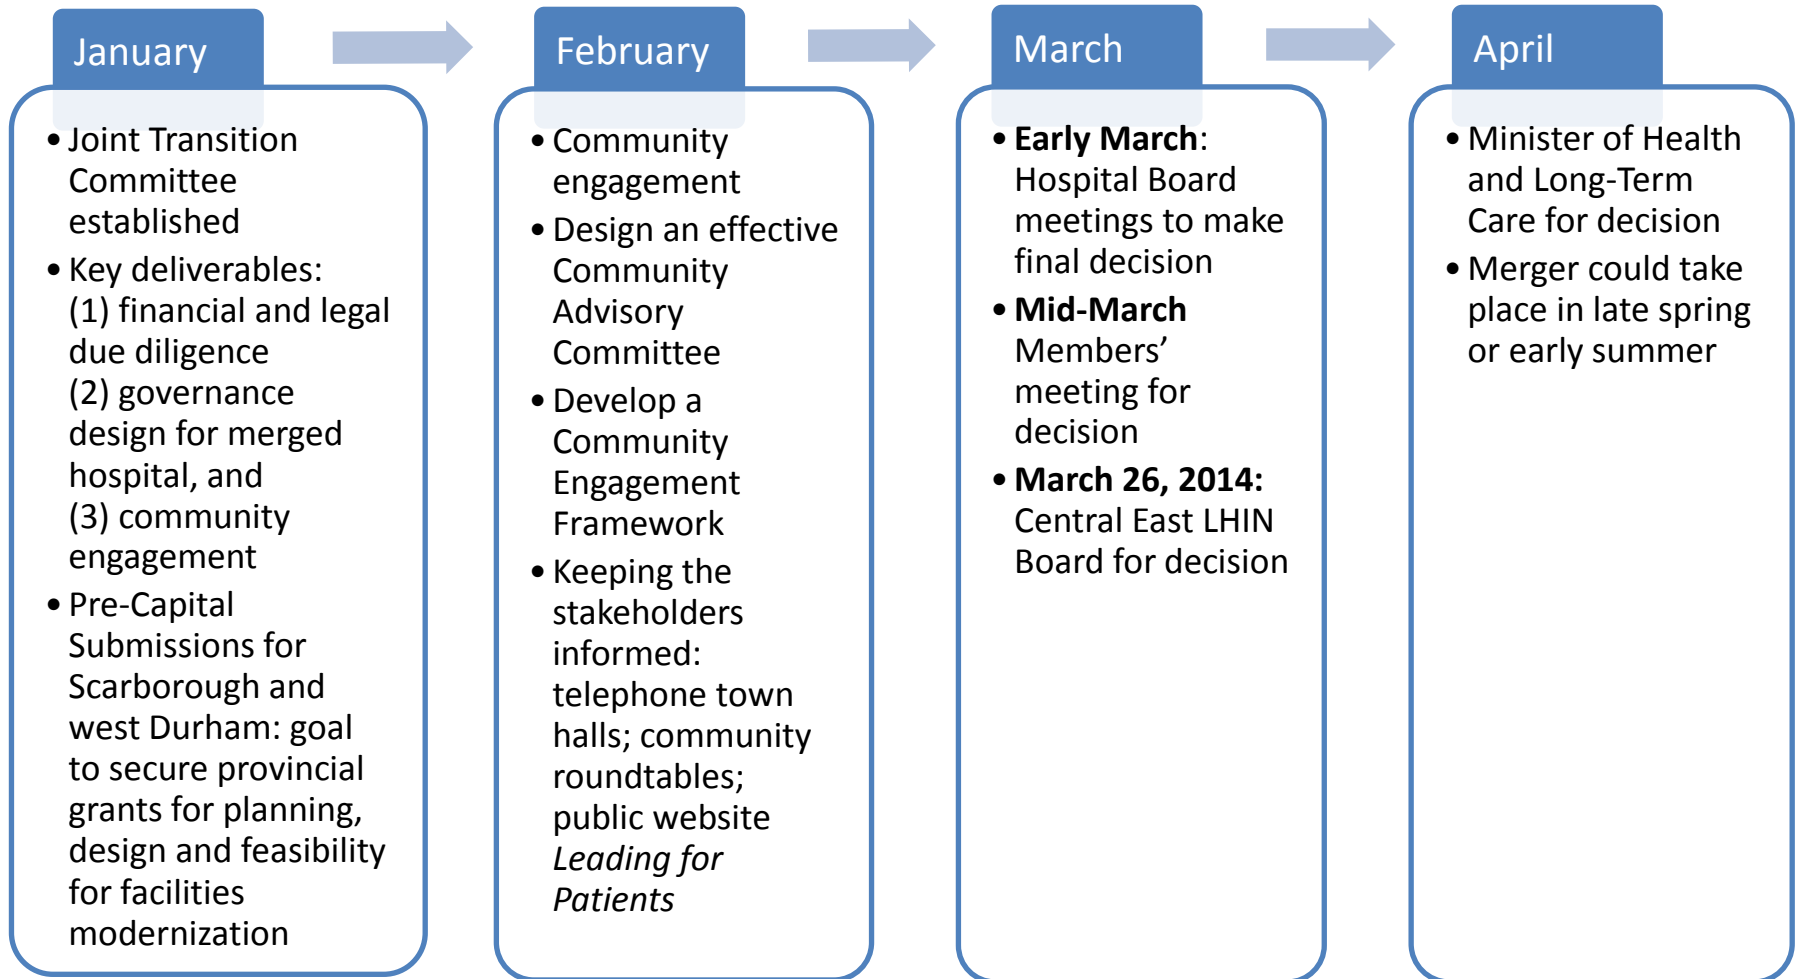 January
• Joint Transition
Committee
established
• Key deliverables:
(1) financial and legal
due diligence
(2) governance
design for merged
hospital, and
(3) community
engagement
• Pre-Capital
Submissions for
Scarborough and
west Durham: goal
to secure provincial
grants for planning,
design and feasibility
for facilities
modernization
February
• Community
engagement
• Design an effective
Community
Advisory
Committee
• Develop a
Community
Engagement
Framework
• Keeping the
stakeholders
informed:
telephone town
halls; community
roundtables;
public website
Leading for
Patients
March
• Early March:
Hospital Board
meetings to make
final decision
• Mid-March
Members’
meeting for
decision
• March 26, 2014:
Central East LHIN
Board for decision
April
• Minister of Health
and Long-Term
Care for decision
• Merger could take
place in late spring
or early summer